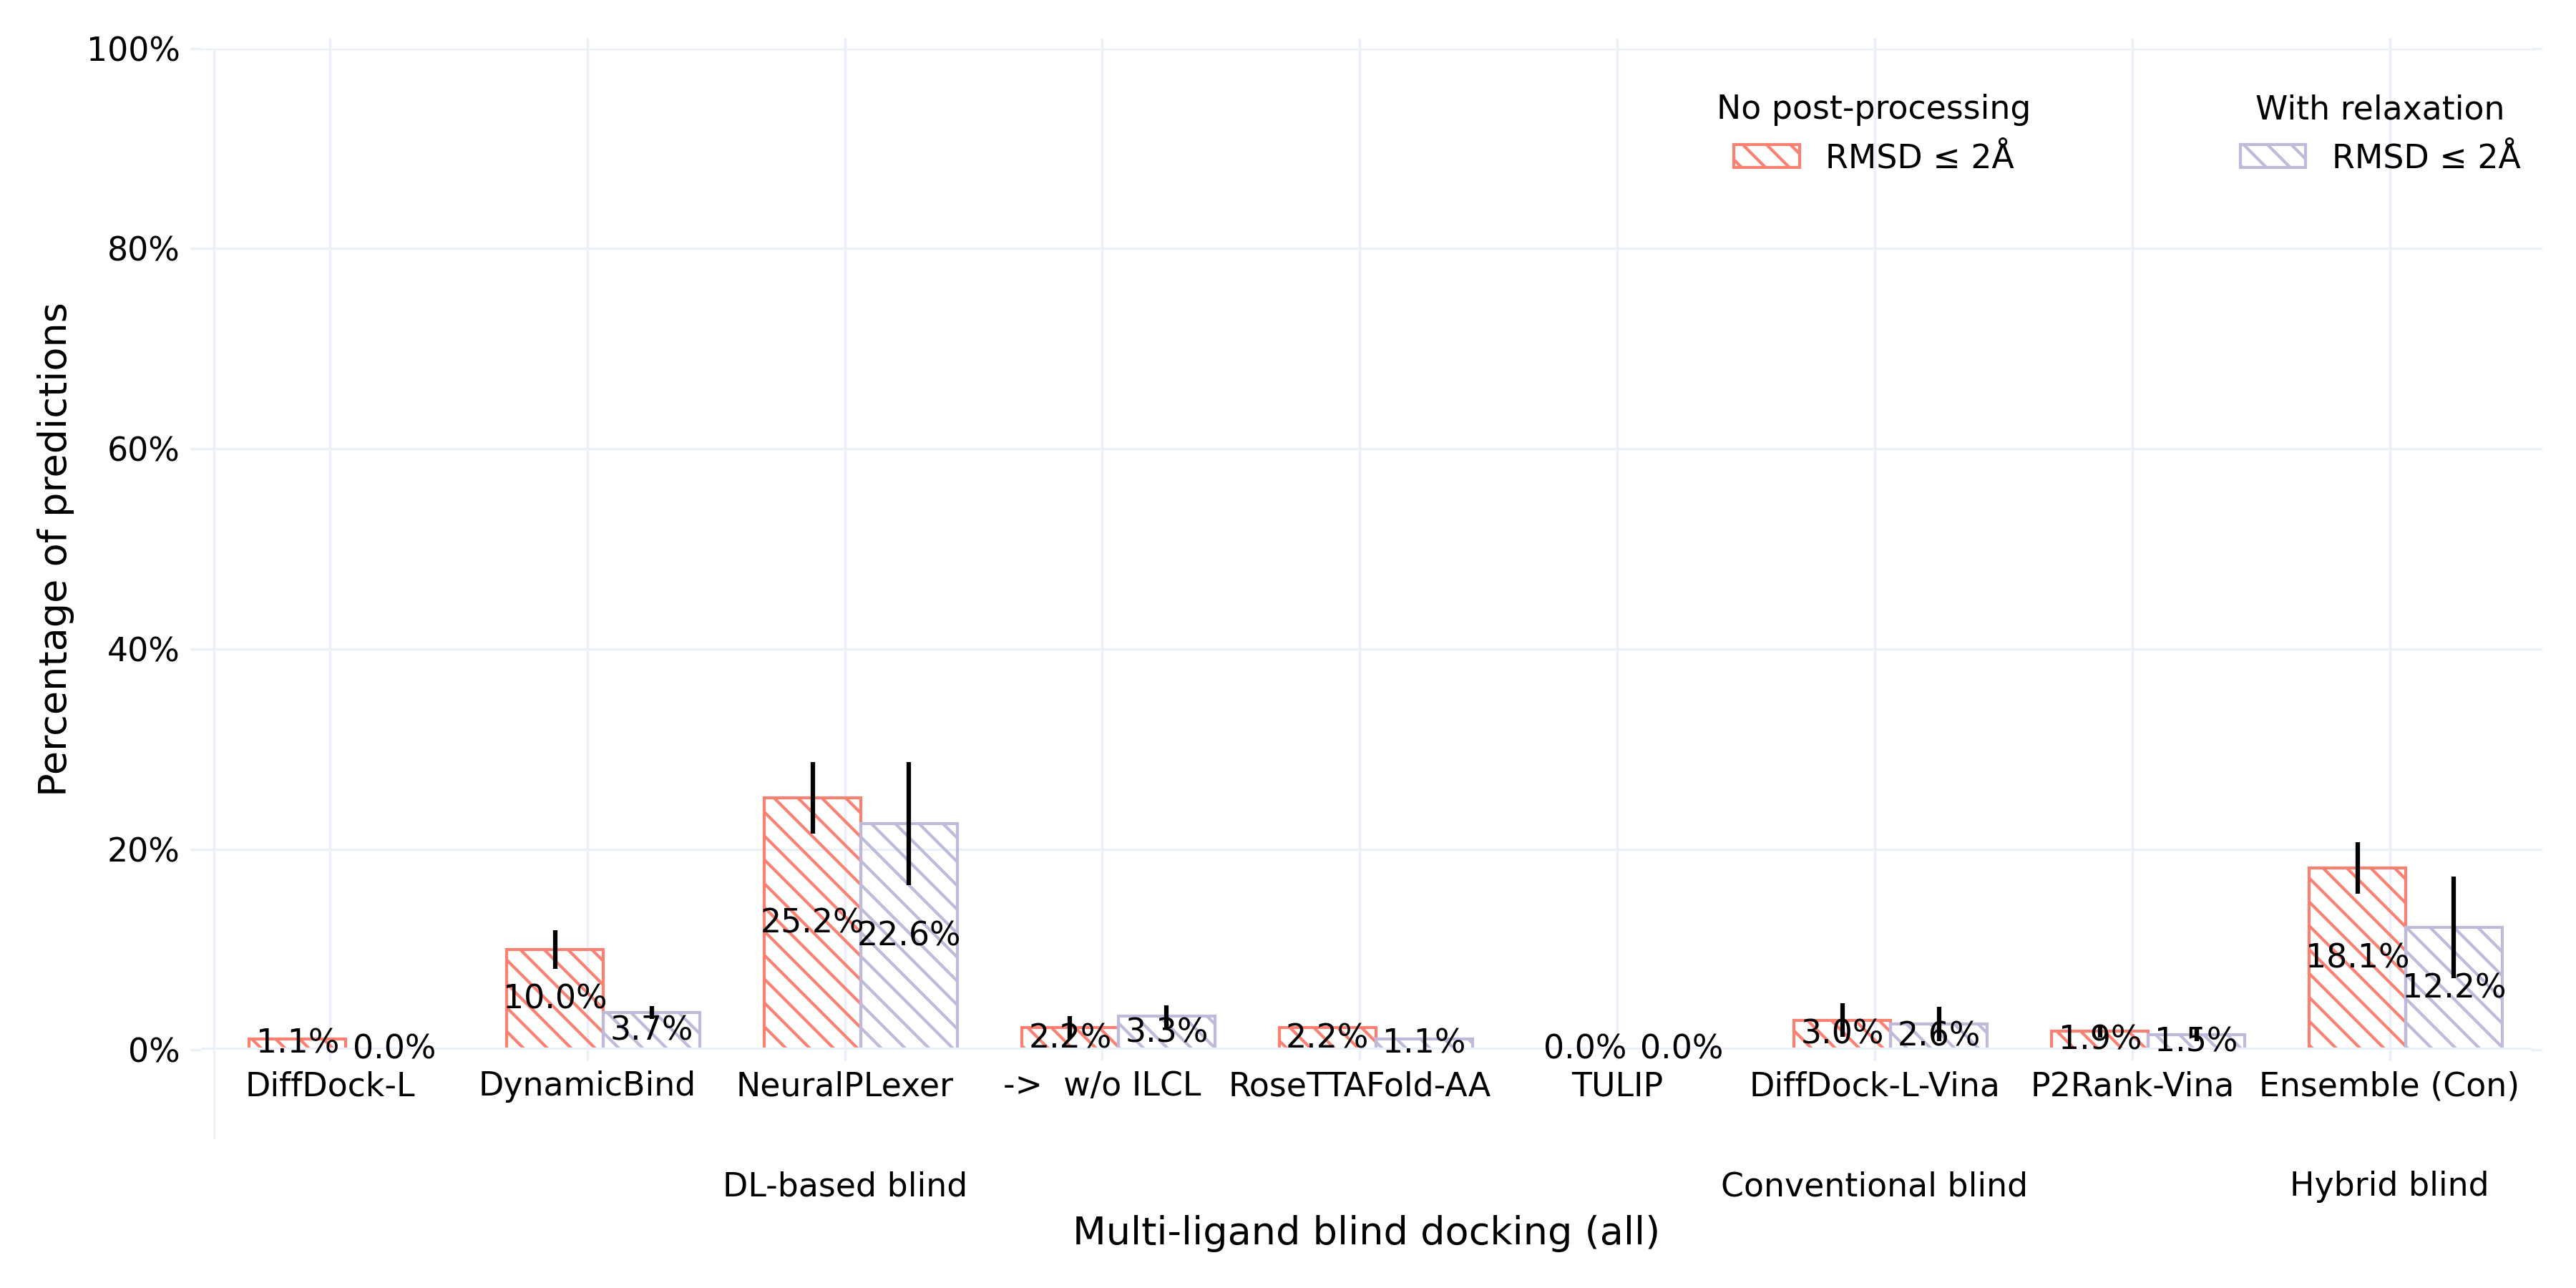 Percentage of predictions
100%
80%
60%
40%
20%
0%
No post-processing
RMSD ≤ 2Å
With relaxation
RMSD ≤ 2Å
1.1% 0.0%
10.0% 3.7%
25.2% 22.6%
2.2% 3.3%
2.2% 1.1%
0.0% 0.0%
3.0% 2.6%
1.9% 1.5%
18.1% 12.2%
DiffDock-L DynamicBind NeuralPLexer -> w/o ILCL RoseTTAFold-AA TULIP DiffDock-L-Vina P2Rank-Vina Ensemble (Con)
DL-based blind Conventional blind Hybrid blind
Multi-ligand blind docking (all)